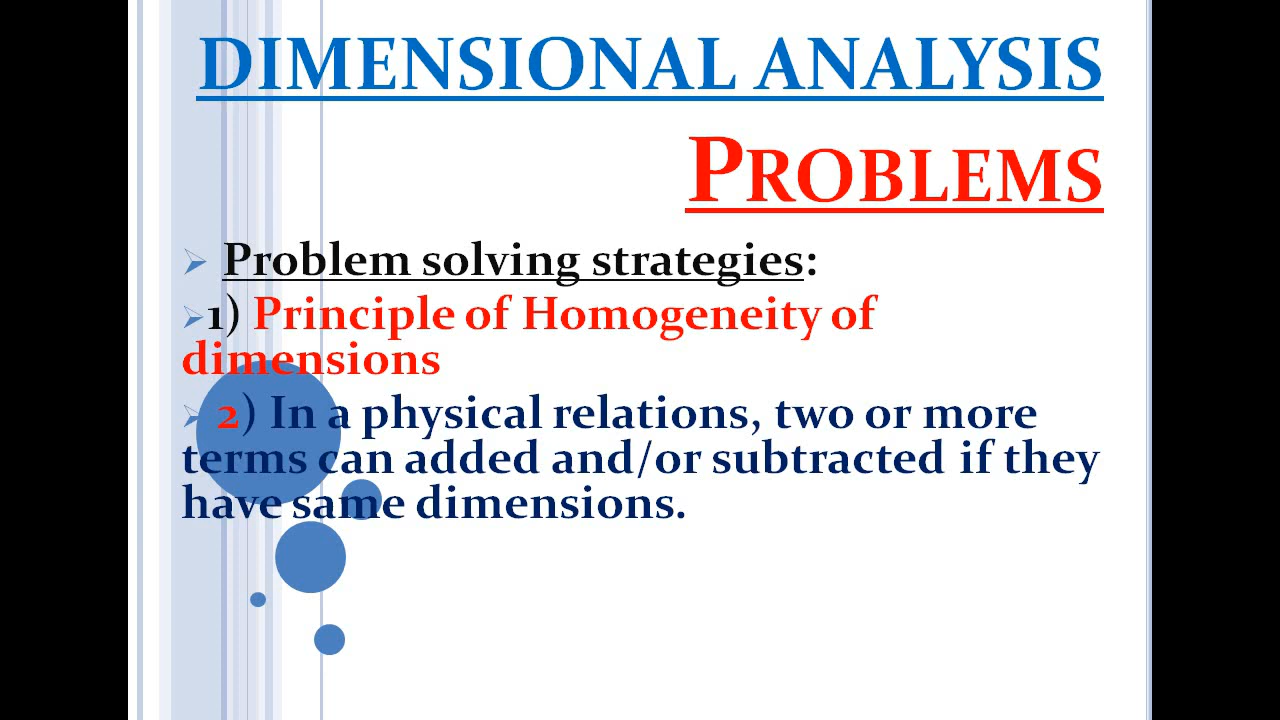 DIMENSIONAL ANALYSIS
PROBLEMS
Problem solving strategies:
1) Principle of Homogeneity of
dimensions
2) In a physical relations, two or more
terms can added and/or subtracted if they
have same dimensions.